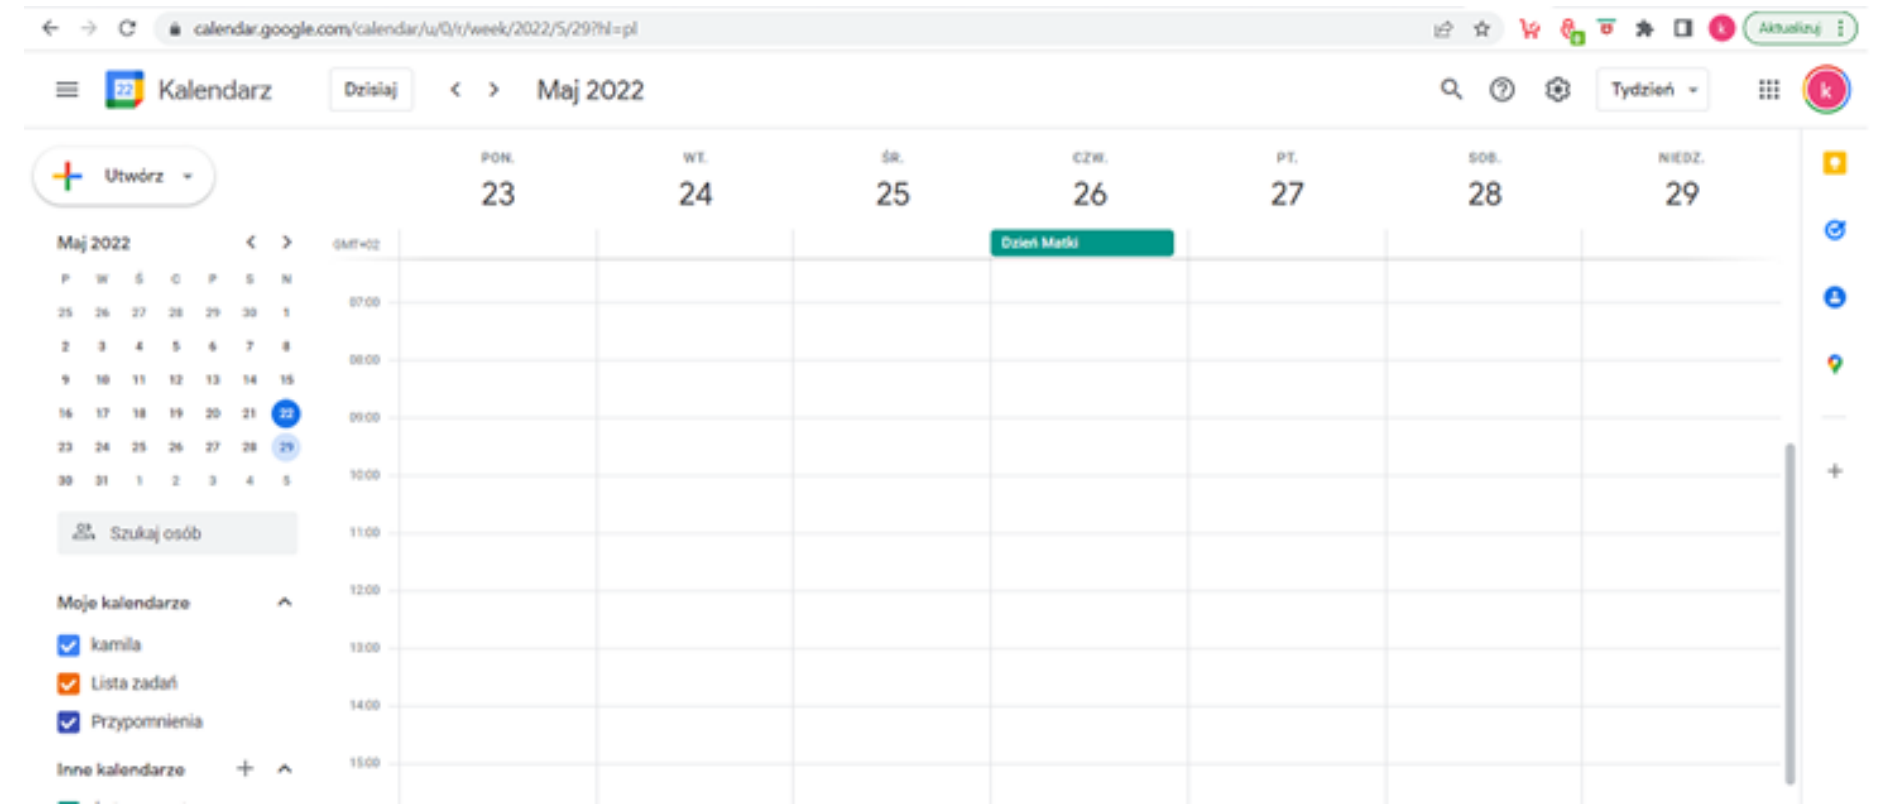 calendar.google.com/calendar/u/0/r/week/2022/5/29?hl=pl
Aktualizuj
22 Kalendarz Dzisiaj Maj 2022 Tydzień k
Utwórz
PON. WT. ŚR. CZW. PT. SOB. NIEDZ.
23 24 25 26 27 28 29
GMT+02 Dzień Matki
Maj 2022
P W Ś C P S N
25 26 27 28 29 30 1
2 3 4 5 6 7 8
9 10 11 12 13 14 15
16 17 18 19 20 21 22
23 24 25 26 27 28 29
30 31 1 2 3 4 5
Szukaj osób
Moje kalendarze
kamila
Lista zadań
Przypomnienia
Inne kalendarze
07:00
08:00
09:00
10:00
11:00
12:00
13:00
14:00
15:00